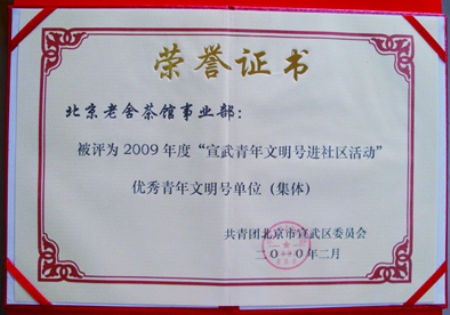 荣誉证书
北京老舍茶馆事业部：
被评为2009年度“宣武青年文明号进社区活动”
优秀青年文明号单位（集体）
共青团北京市宣武区委员会
二〇一〇年二月